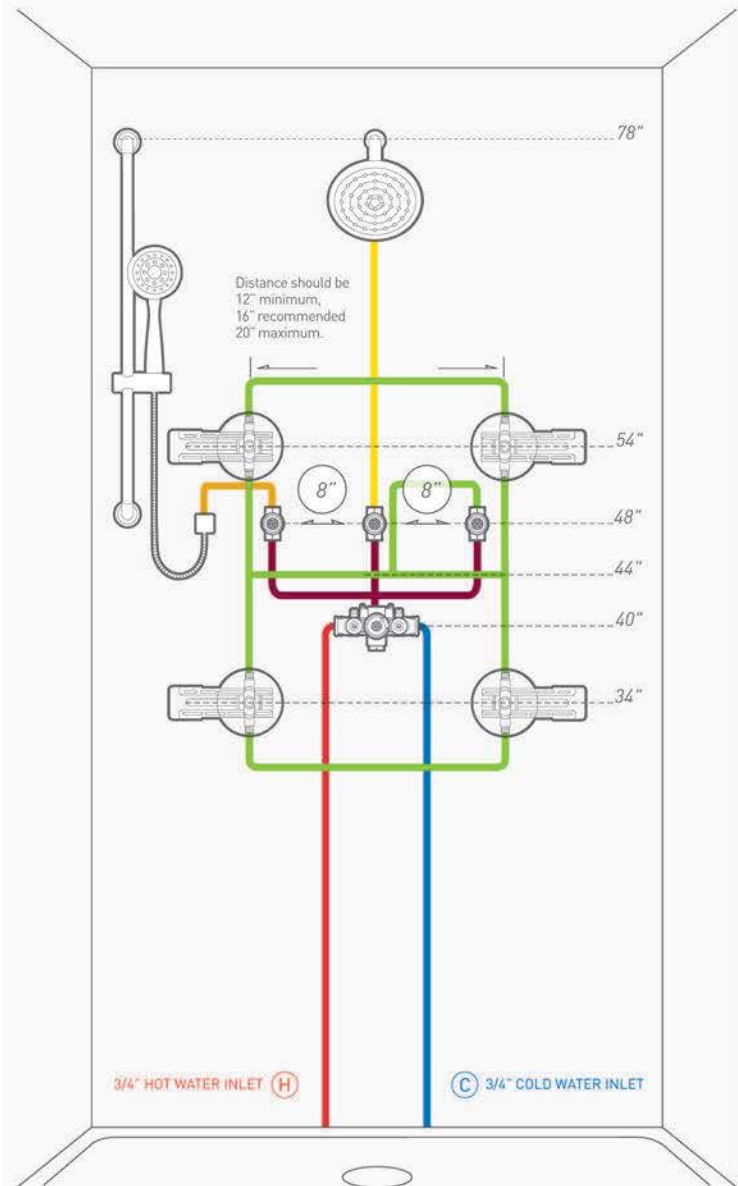 78"
Distance should be
12" minimum,
16" recommended
20" maximum.
54"
8"
8"
48"
44"
40"
34"
3/4" HOT WATER INLET H
C 3/4" COLD WATER INLET